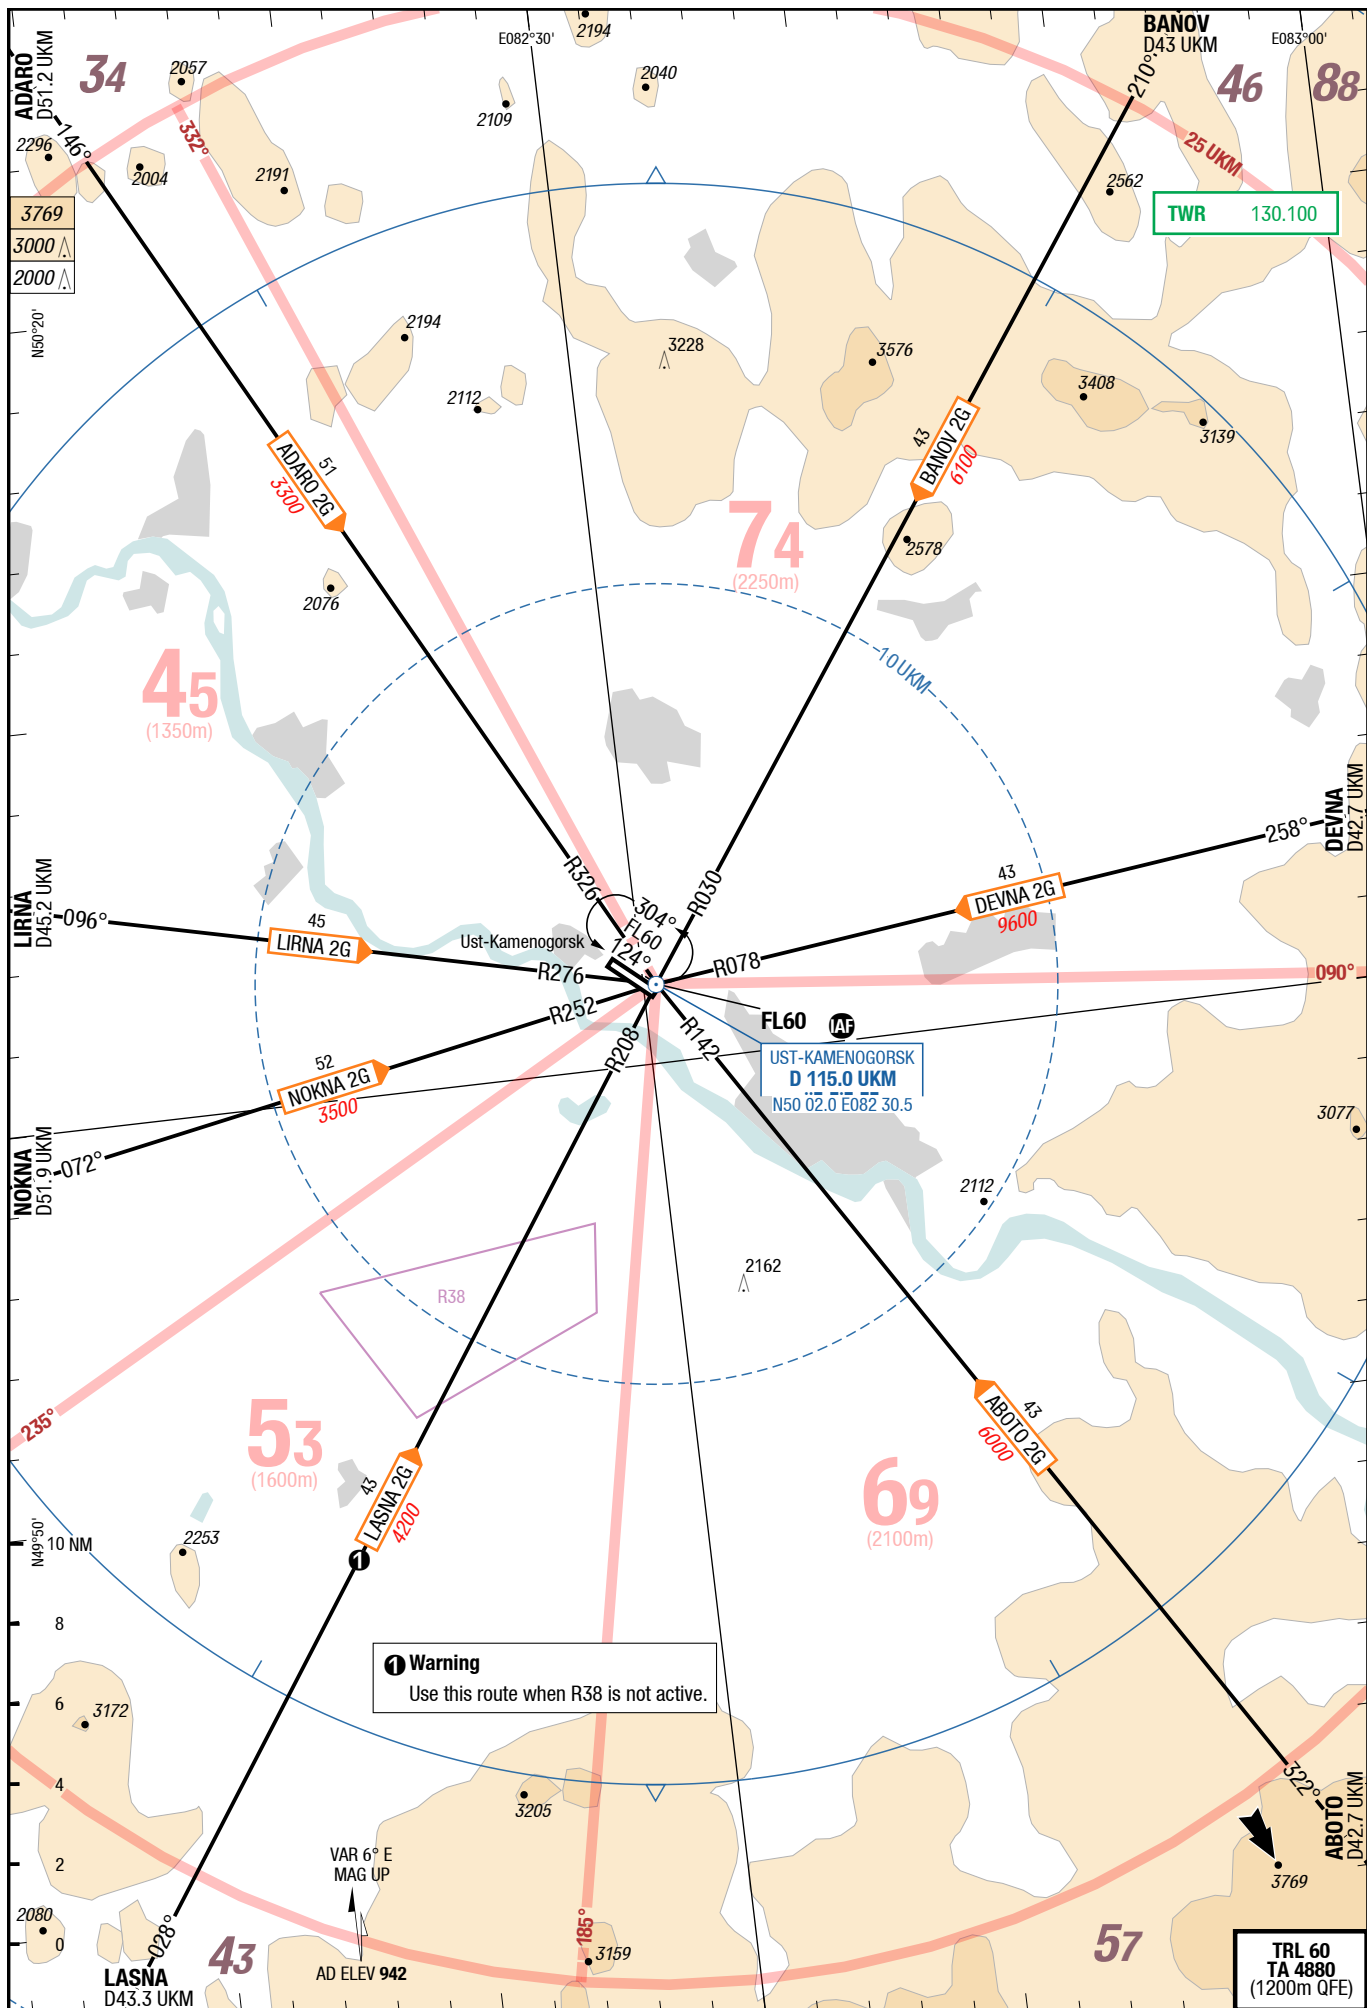 BANOV
D43 UKM
E082°30'
E083°00'
2194
ADARO
D51.2 UKM
34
2057
2040
2109
210°
46
88
146°
332°
25 UKM
2296
2004
2191
2562
TWR 130.100
3769
3000
2000
N50°20'
2194
3228
3576
3408
2112
3139
51
ADARO 2G
3300
43
BANOV 2G
6100
74
(2250m)
2578
2076
10 UKM
45
(1350m)
DEVNA
D42.7 UKM
258°
LIRNA
D45.2 UKM
096°
45
LIRNA 2G
R326
R030
43
DEVNA 2G
9600
304°
FL60
124°
Ust-Kamenogorsk
R276
R078
090°
R252
R208
R142
FL60 IAF
UST-KAMENOGORSK
D 115.0 UKM
N50 02.0 E082 30.5
52
NOKNA 2G
3500
NOKNA
D51.9 UKM
072°
3077
2112
2162
R38
235°
53
(1600m)
43
ABOTO 2G
6000
43
LASNA 2G
4200
69
(2100m)
N49°50'
10 NM
2253
1
8
1 Warning
Use this route when R38 is not active.
6
3172
4
3205
322°
ABOTO
D42.7 UKM
VAR 6° E
MAG UP
2
3769
2080
0
028°
43
185°
3159
57
AD ELEV 942
LASNA
D43.3 UKM
TRL 60
TA 4880
(1200m QFE)